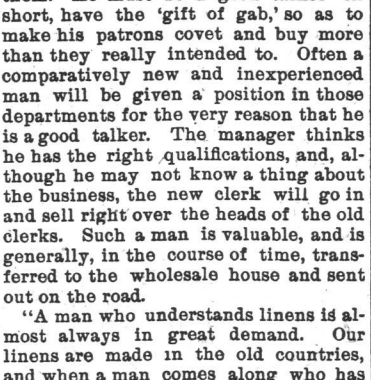 short, have the 'gift of gab,' so as to
make his patrons covet and buy more
than they really intended to. Often a
comparatively new and inexperienced
man will be given a position in those
departments for the very reason that he
is a good talker. The manager thinks
he has the right qualifications, and, al-
though he may not know a thing about
the business, the new clerk will go in
and sell right over the heads of the old
clerks. Such a man is valuable, and is
generally, in the course of time, trans-
ferred to the wholesale house and sent
out on the road.
"A man who understands linens is al-
most always in great demand. Our
linens are made in the old countries,
and when a man comes along who has